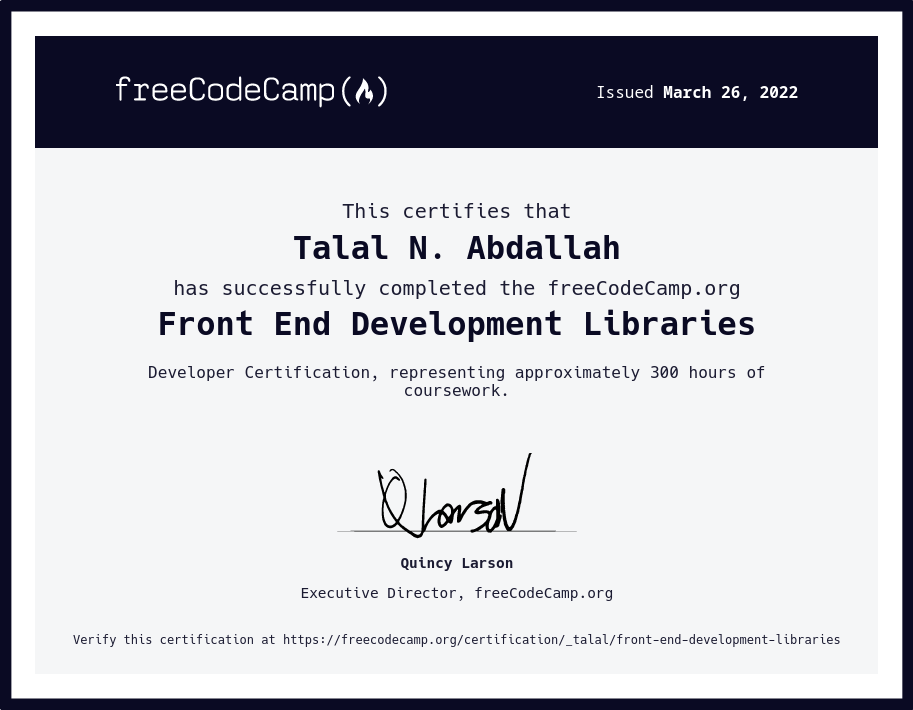 freeCodeCamp
Issued March 26, 2022
This certifies that
Talal N. Abdallah
has successfully completed the freeCodeCamp.org
Front End Development Libraries
Developer Certification, representing approximately 300 hours of
coursework.
Quincy Larson
Executive Director, freeCodeCamp.org
Verify this certification at https://freecodecamp.org/certification/_talal/front-end-development-libraries